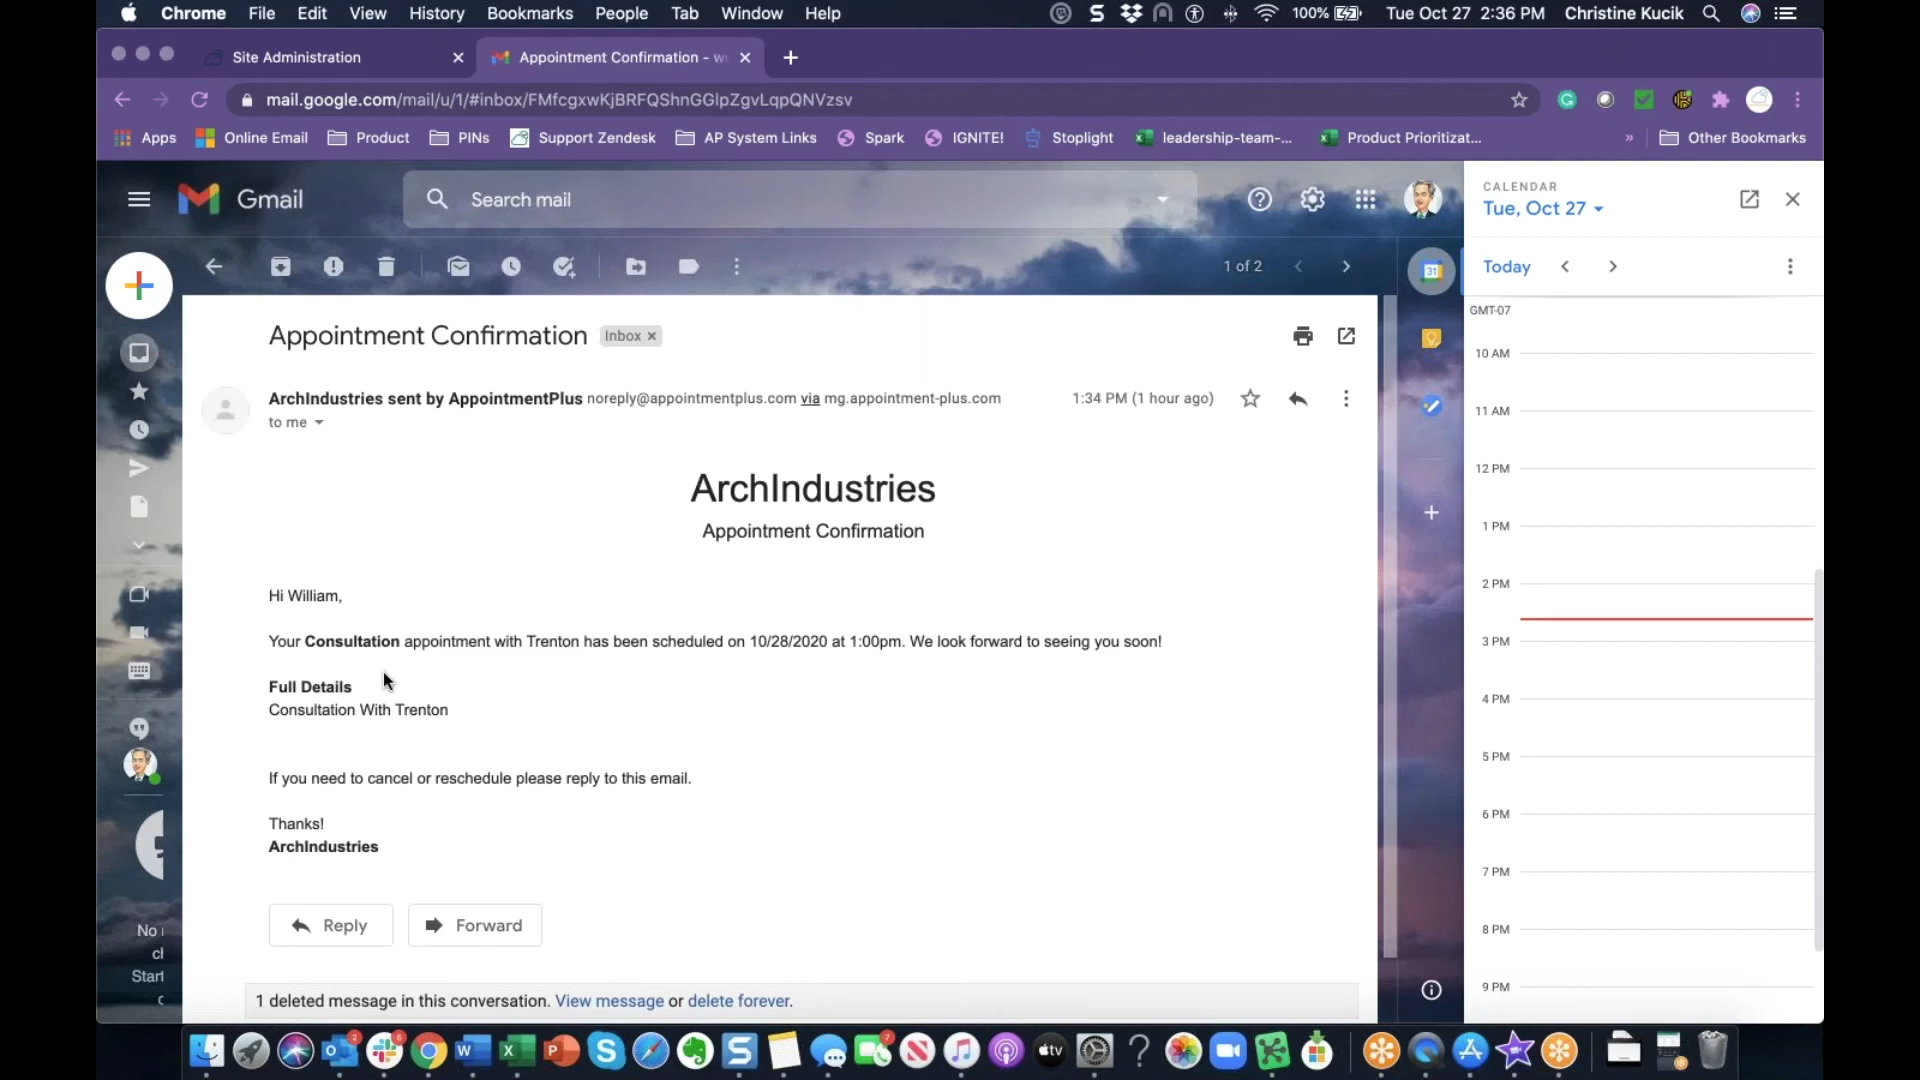 Chrome File Edit View History Bookmarks People Tab Window Help 100% Tue Oct 27 2:36 PM Christine Kucik
Site Administration
Appointment Confirmation - wo
mail.google.com/mail/u/1/#inbox/FMfcgxwKjBRFQShnGGlpZgvLqpQNVzsv
Apps Online Email Product PINs Support Zendesk AP System Links Spark IGNITE! Stoplight leadership-team-... Product Prioritizat... » Other Bookmarks
Gmail
Search mail
CALENDAR
Tue, Oct 27
1 of 2
31
Today
GMT-07
Appointment Confirmation Inbox x
ArchIndustries sent by AppointmentPlus noreply@appointmentplus.com via mg.appointment-plus.com 1:34 PM (1 hour ago)
to me
ArchIndustries
Appointment Confirmation
Hi William,
Your Consultation appointment with Trenton has been scheduled on 10/28/2020 at 1:00pm. We look forward to seeing you soon!
Full Details
Consultation With Trenton
If you need to cancel or reschedule please reply to this email.
Thanks!
ArchIndustries
Reply Forward
1 deleted message in this conversation. View message or delete forever.
10 AM
11 AM
12 PM
1 PM
2 PM
3 PM
4 PM
5 PM
6 PM
7 PM
8 PM
9 PM
No
Start
tv